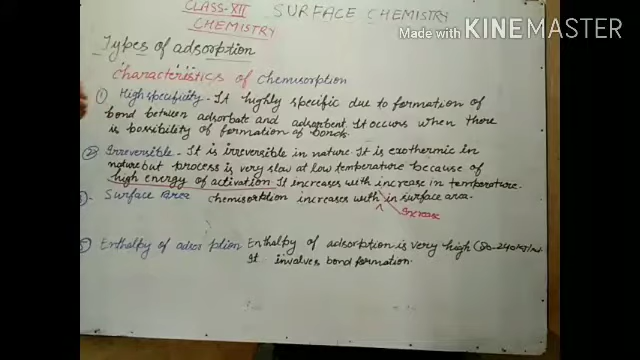 CLASS-XII SURFACE CHEMISTRY
CHEMISTRY
Made with KINEMASTER
Types of adsorption
Characteristics of chemisorption
① High specificity - It highly specific due to formation of
bond between adsorbate and adsorbent. It occurs when there
is possibility of formation of bonds.
② Irreversible - It is irreversible in nature. It is exothermic in
nature but process is very slow at low temperature because of
high energy of activation It increases with increase in temperature.
Surface Area Chemisorption increases with in surface area.
^ increase
⑤ Enthalpy of adsorption Enthalpy of adsorption is very high
It involves bond formation.